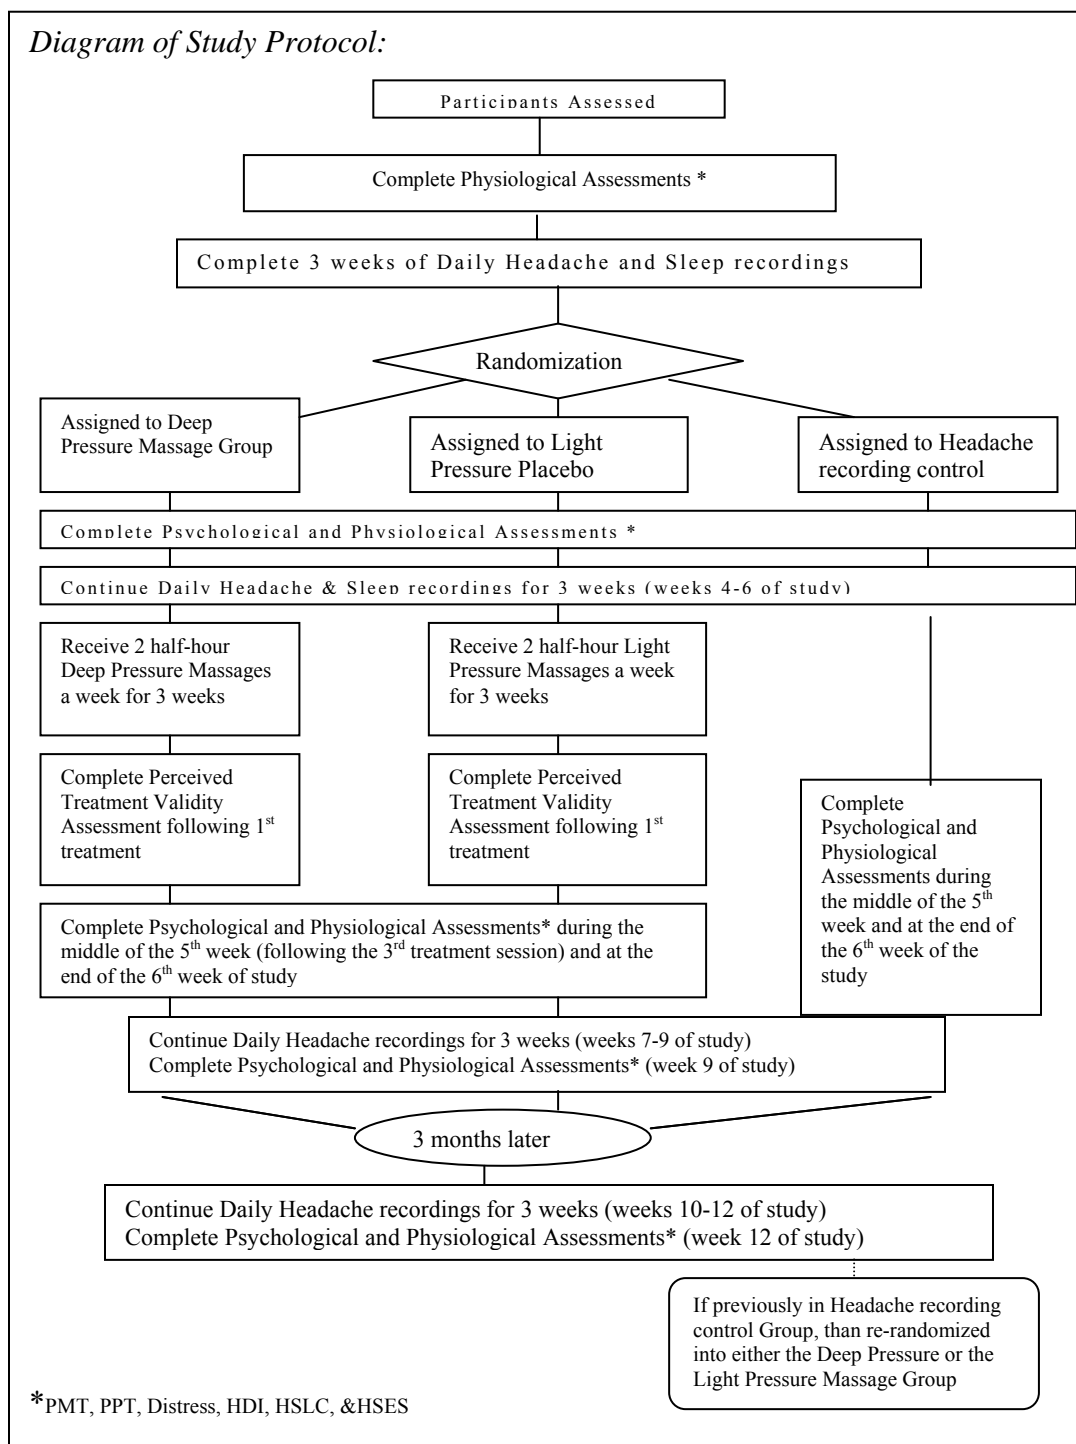 Diagram of Study Protocol:
Participants Assessed
Complete Physiological Assessments *
Complete 3 weeks of Daily Headache and Sleep recordings
Randomization
Assigned to Deep
Pressure Massage Group
Assigned to Light
Pressure Placebo
Assigned to Headache
recording control
Complete Psychological and Physiological Assessments *
Continue Daily Headache & Sleep recordings for 3 weeks (weeks 4-6 of study)
Receive 2 half-hour
Deep Pressure Massages
a week for 3 weeks
Receive 2 half-hour Light
Pressure Massages a week
for 3 weeks
Complete Perceived
Treatment Validity
Assessment following 1st
treatment
Complete Perceived
Treatment Validity
Assessment following 1st
treatment
Complete
Psychological and
Physiological
Assessments during
the middle of the 5th
week and at the end of
the 6th week of the
study
Complete Psychological and Physiological Assessments* during the
middle of the 5th week (following the 3rd treatment session) and at the
end of the 6th week of study
Continue Daily Headache recordings for 3 weeks (weeks 7-9 of study)
Complete Psychological and Physiological Assessments* (week 9 of study)
3 months later
Continue Daily Headache recordings for 3 weeks (weeks 10-12 of study)
Complete Psychological and Physiological Assessments* (week 12 of study)
If previously in Headache recording
control Group, than re-randomized
into either the Deep Pressure or the
Light Pressure Massage Group
*PMT, PPT, Distress, HDI, HSLC, &HSES